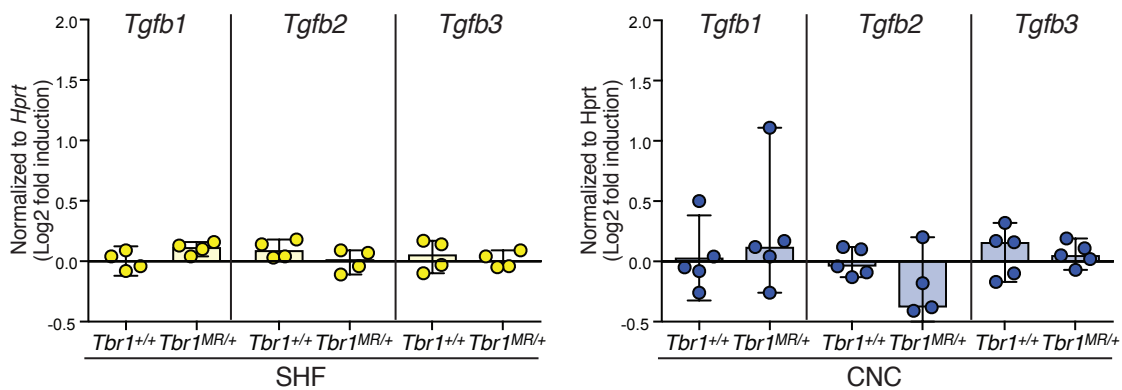 Tgfb1 Tgfb2 Tgfb3
Normalized to Hprt
(Log2 fold induction)
2.0
1.5
1.0
0.5
0.0
-0.5
Tbr1+/+ Tbr1MR/+ Tbr1+/+ Tbr1MR/+ Tbr1+/+ Tbr1MR/+
SHF
Tgfb1 Tgfb2 Tgfb3
Normalized to Hprt
(Log2 fold induction)
2.0
1.5
1.0
0.5
0.0
-0.5
Tbr1+/+ Tbr1MR/+ Tbr1+/+ Tbr1MR/+ Tbr1+/+ Tbr1MR/+
CNC